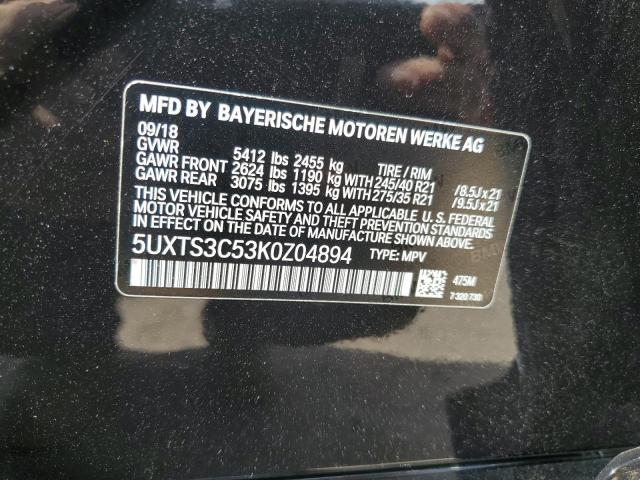 MFD BY BAYERISCHE MOTOREN WERKE AG
09/18
GVWR 5412 lbs 2455 kg TIRE / RIM
GAWR FRONT 2624 lbs 1190 kg WITH 245/40 R21 /8.5J x 21
GAWR REAR 3075 lbs 1395 kg WITH 275/35 R21 /9.5J x 21
THIS VEHICLE CONFORMS TO ALL APPLICABLE U. S. FEDERAL
MOTOR VEHICLE SAFETY AND THEFT PREVENTION STANDARDS
IN EFFECT ON THE DATE OF MANUFACTURE SHOWN ABOVE.
5UXTS3C53K0Z04894 TYPE: MPV
475M
7 320 730